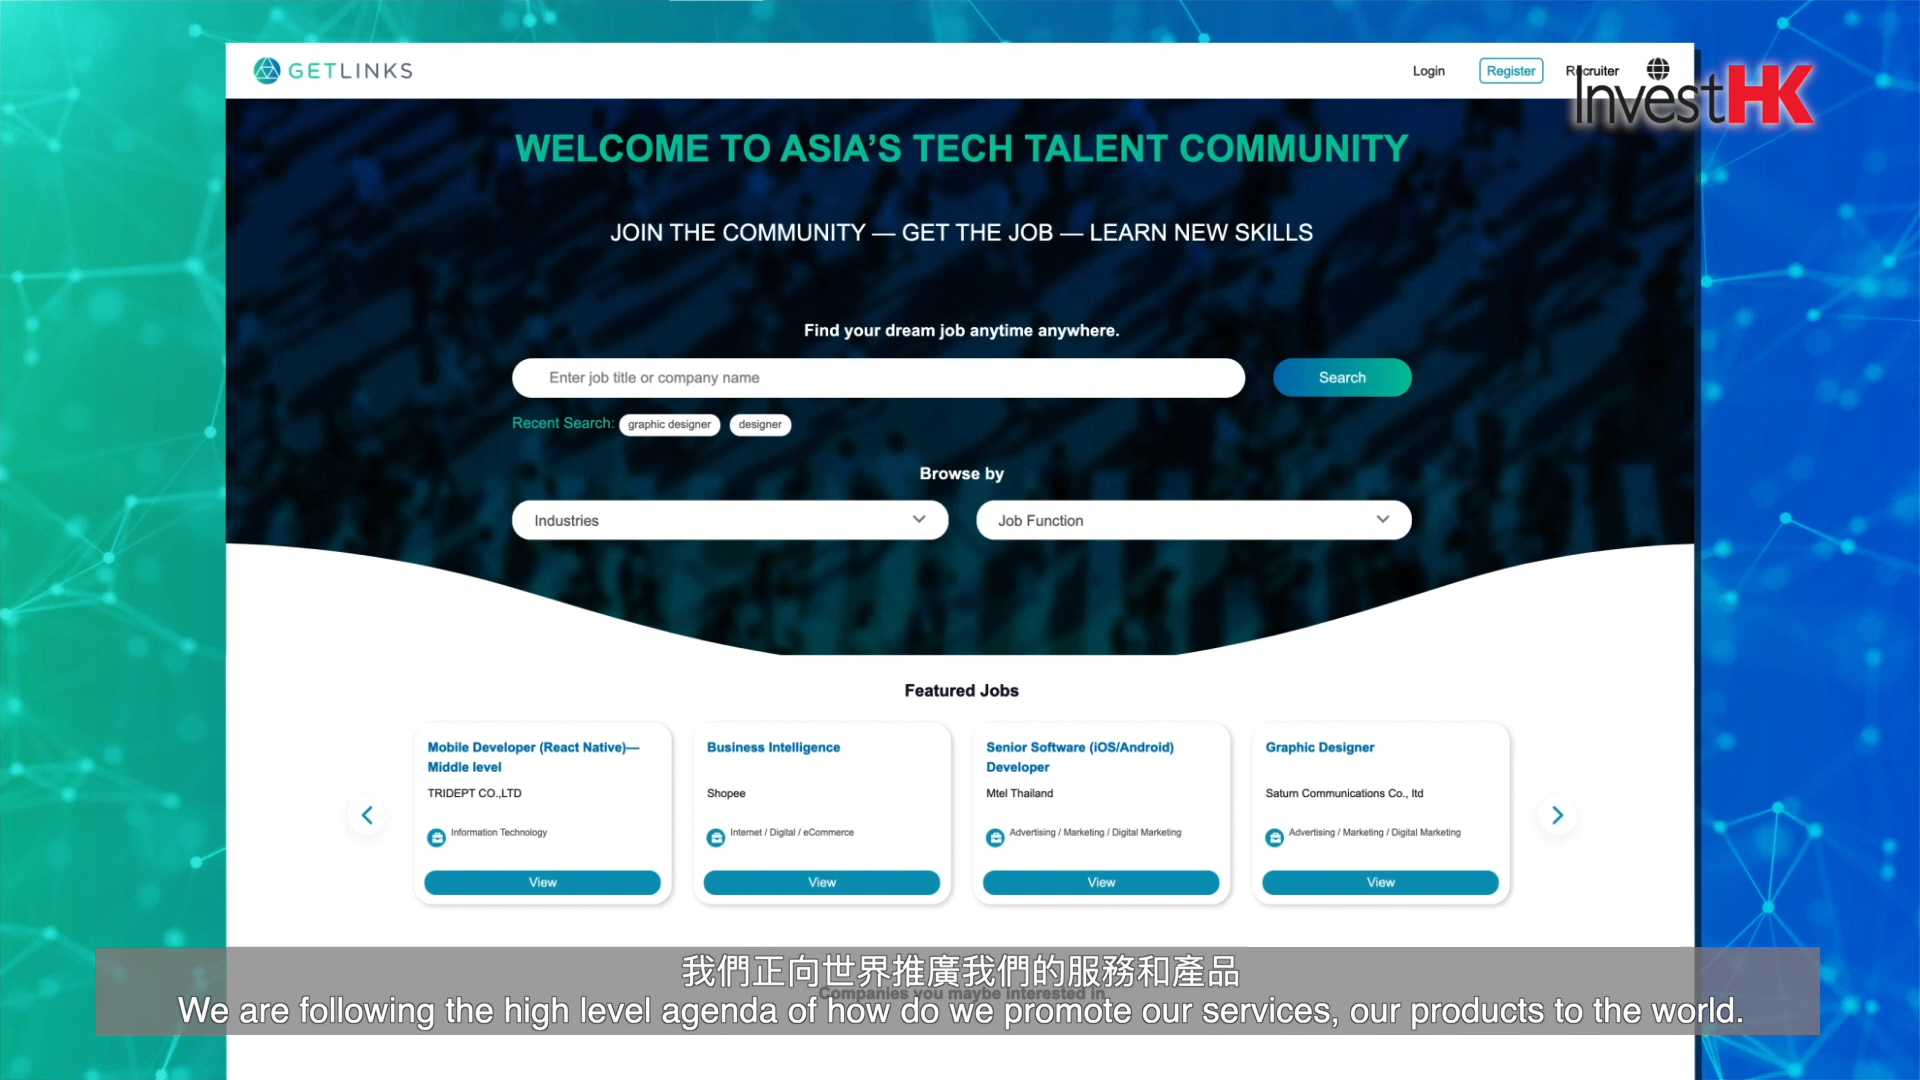 GETLINKS
Login
Register
Recruiter
InvestHK
WELCOME TO ASIA’S TECH TALENT COMMUNITY
JOIN THE COMMUNITY — GET THE JOB — LEARN NEW SKILLS
Find your dream job anytime anywhere.
Enter job title or company name
Search
Recent Search:
graphic designer
designer
Browse by
Industries
Job Function
Featured Jobs
Mobile Developer (React Native)—
Middle level
TRIDEPT CO.,LTD
Information Technology
View
Business Intelligence
Shopee
Internet / Digital / eCommerce
View
Senior Software (iOS/Android)
Developer
Mtel Thailand
Advertising / Marketing / Digital Marketing
View
Graphic Designer
Saturn Communications Co., ltd
Advertising / Marketing / Digital Marketing
View
我們正向世界推廣我們的服務和產品
Companies you maybe interested in
We are following the high level agenda of how do we promote our services, our products to the world.